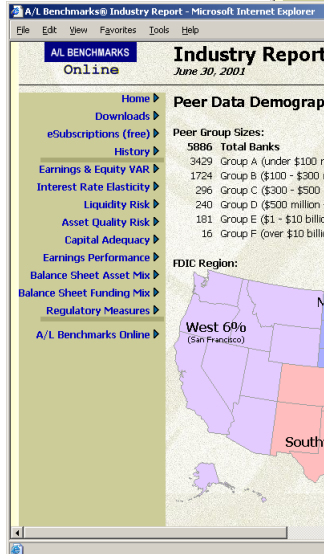 A/L Benchmarks® Industry Report - Microsoft Internet Explorer
File Edit View Favorites Tools Help
A/L BENCHMARKS
Online
Industry Report
June 30, 2001
Home
Downloads
eSubscriptions (free)
History
Earnings & Equity VAR
Interest Rate Elasticity
Liquidity Risk
Asset Quality Risk
Capital Adequacy
Earnings Performance
Balance Sheet Asset Mix
Balance Sheet Funding Mix
Regulatory Measures
A/L Benchmarks Online
Peer Data Demograp
Peer Group Sizes:
5886 Total Banks
3429 Group A (under $100 m
1724 Group B ($100 - $300 m
296 Group C ($300 - $500
240 Group D ($500 million -
181 Group E ($1 - $10 billio
16 Group F (over $10 billio
FDIC Region:
West 6%
(San Francisco)
South